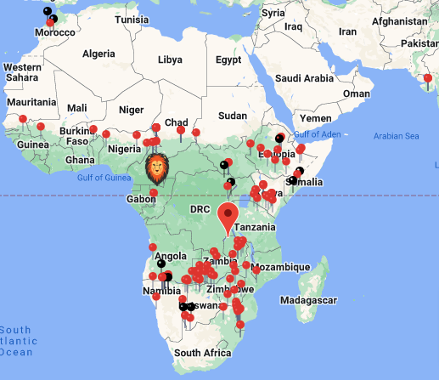 Syria
Afghanistan
Tunisia
Iraq
Iran
Morocco
Pakistan
Algeria
Libya
Egypt
Western
Sahara
Saudi Arabia
Oman
Mauritania
Mali
Niger
Chad
Sudan
Yemen
Gulf of Aden
Arabian Sea
Burkina
Faso
Guinea
Nigeria
Ethiopia
Ghana
Gulf of Guinea
Somalia
Gabon
DRC
Tanzania
Angola
Zambia
Mozambique
Namibia
Zimbabwe
Madagascar
South
Atlantic
Ocean
South Africa